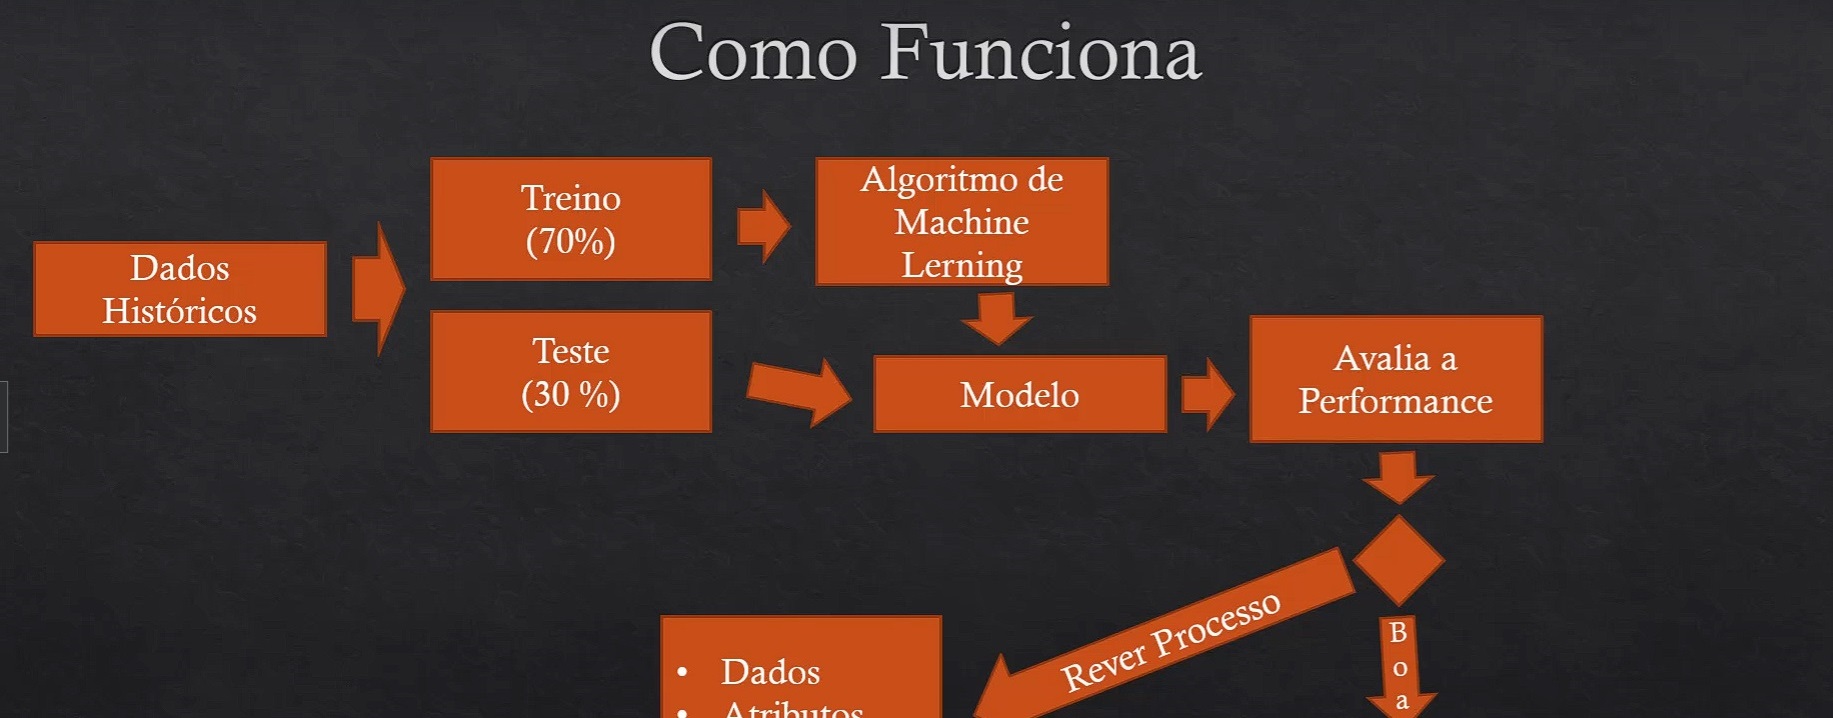 Como Funciona
Dados
Históricos
Treino
(70%)
Teste
(30 %)
Algoritmo de
Machine
Lerning
Modelo
Avalia a
Performance
Rever Processo
B
o
a
• Dados
• Atributos